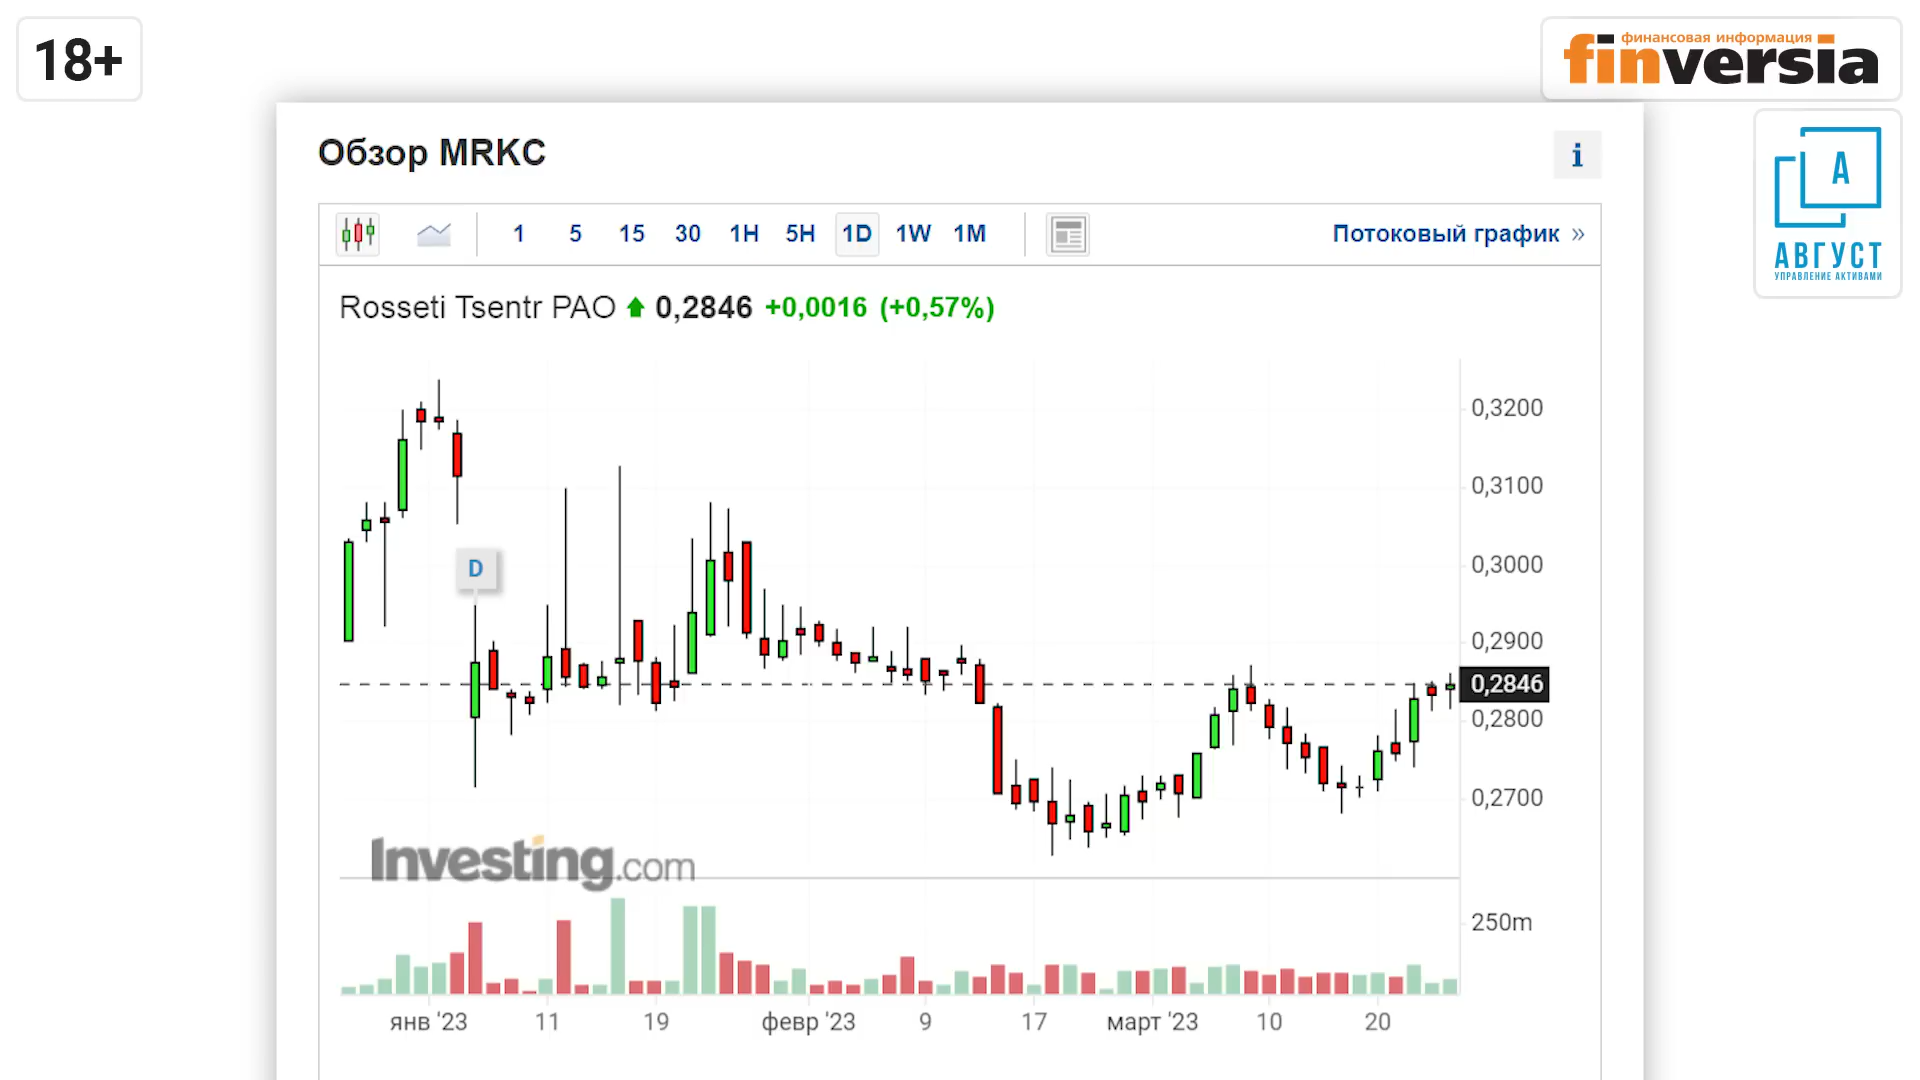 18+
финансовая информация
finversia
А
АВГУСТ
УПРАВЛЕНИЕ АКТИВАМИ
Обзор MRKC
i
1 5 15 30 1H 5H 1D 1W 1M
Потоковый график »
Rosseti Tsentr PAO 0,2846 +0,0016 (+0,57%)
0,3200
0,3100
D
0,3000
0,2900
0,2846
0,2800
0,2700
Investing.com
250m
янв '23 11 19 февр '23 9 17 март '23 10 20